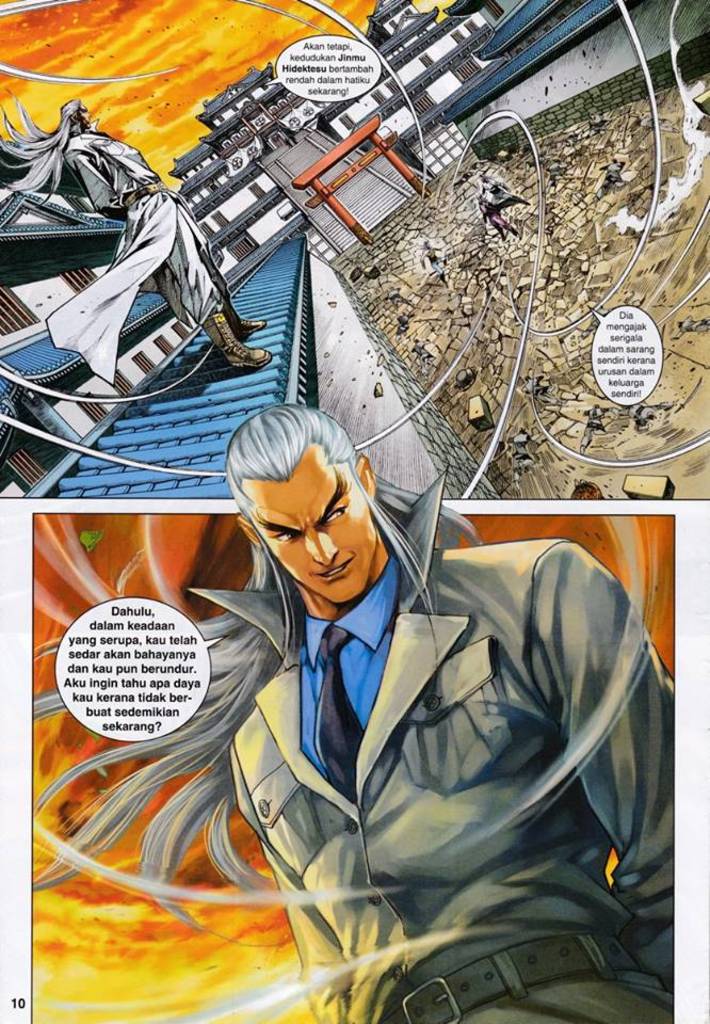 Akan tetapi,
kedudukan Jinmu
Hidektesu bertambah
rendah dalam hatiku
sekarang!
Dia
mengajak
serigala
dalam sarang
sendiri kerana
urusan dalam
keluarga
sendiri!
Dahulu,
dalam keadaan
yang serupa, kau telah
sedar akan bahayanya
dan kau pun berundur.
Aku ingin tahu apa daya
kau kerana tidak ber-
buat sedemikian
sekarang?
10